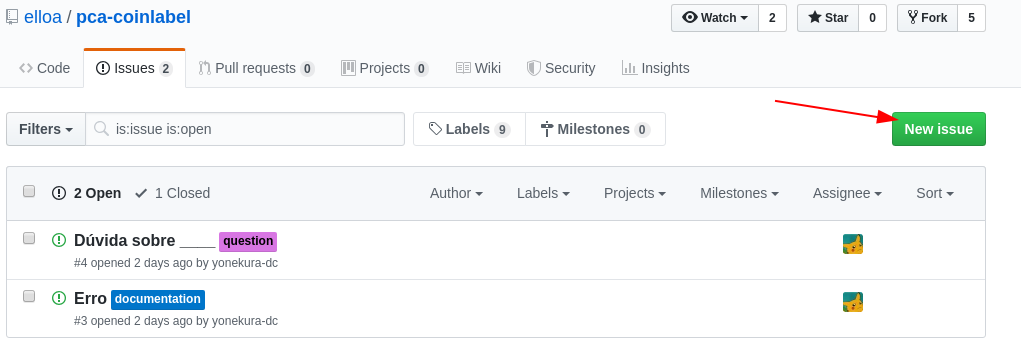 elloa / pca-coinlabel
Watch 2 Star 0 Fork 5
Code Issues 2 Pull requests 0 Projects 0 Wiki Security Insights
Filters is:issue is:open Labels 9 Milestones 0 New issue
2 Open 1 Closed Author Labels Projects Milestones Assignee Sort
Dúvida sobre ____ question
#4 opened 2 days ago by yonekura-dc
Erro documentation
#3 opened 2 days ago by yonekura-dc